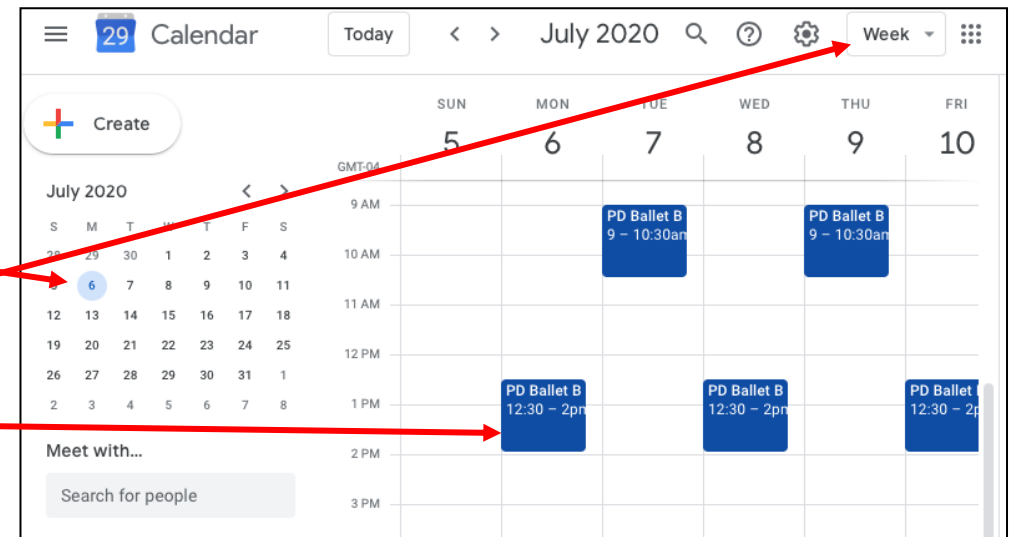 29 Calendar Today July 2020 Week
Create
SUN MON TUE WED THU FRI
5 6 7 8 9 10
GMT-04
July 2020
S M T W T F S
28 29 30 1 2 3 4
6 7 8 9 10 11
12 13 14 15 16 17 18
19 20 21 22 23 24 25
26 27 28 29 30 31 1
2 3 4 5 6 7 8
Meet with...
Search for people
9 AM
10 AM
11 AM
12 PM
1 PM
2 PM
3 PM
PD Ballet B
9 – 10:30am
PD Ballet B
9 – 10:30am
PD Ballet B
12:30 – 2pm
PD Ballet B
12:30 – 2pm
PD Ballet
12:30 – 2p